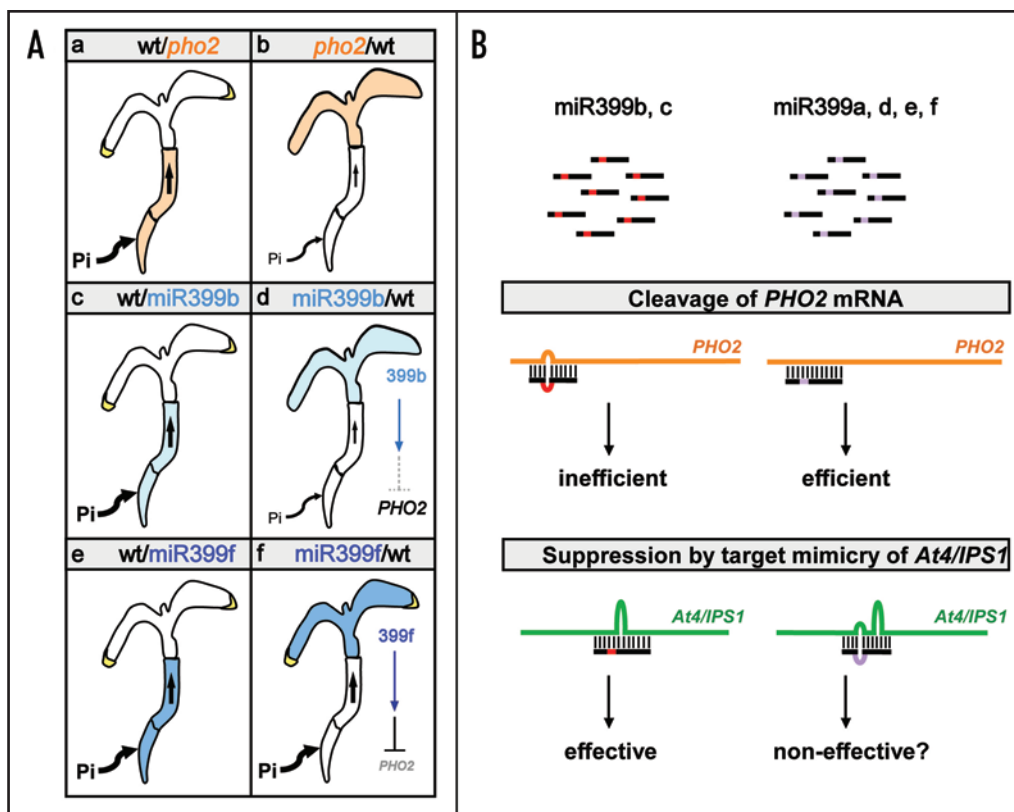 A
a wt/pho2
b pho2/wt
Pi
Pi
c wt/miR399b
d miR399b/wt
399b
PHO2
Pi
Pi
e wt/miR399f
f miR399f/wt
399f
PHO2
Pi
Pi
B
miR399b, c miR399a, d, e, f
Cleavage of PHO2 mRNA
PHO2 PHO2
inefficient efficient
Suppression by target mimicry of At4/IPS1
At4/IPS1 At4/IPS1
effective non-effective?